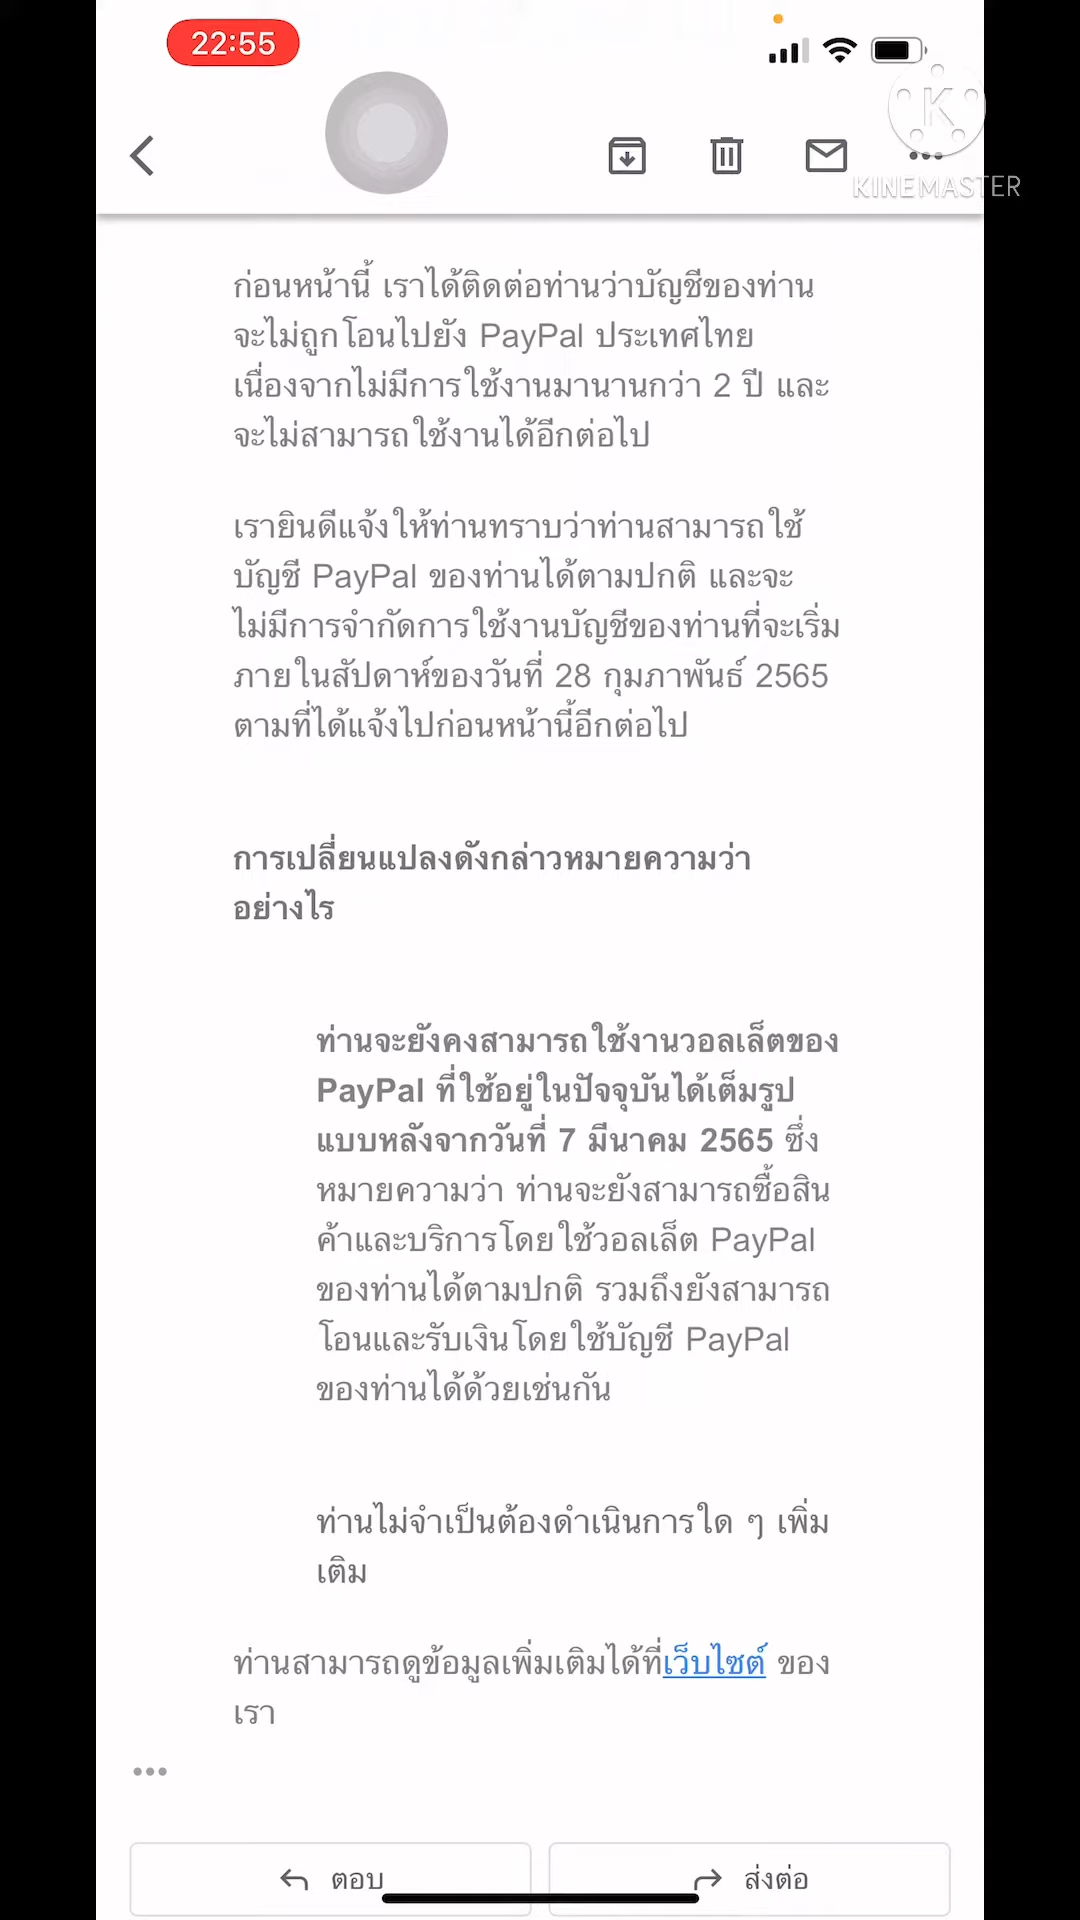 22:55
KINEMASTER
ก่อนหน้านี้ เราได้ติดต่อท่านว่าบัญชีของท่าน
จะไม่ถูกโอนไปยัง PayPal ประเทศไทย
เนื่องจากไม่มีการใช้งานมานานกว่า 2 ปี และ
จะไม่สามารถใช้งานได้อีกต่อไป
เรายินดีแจ้งให้ท่านทราบว่าท่านสามารถใช้
บัญชี PayPal ของท่านได้ตามปกติ และจะ
ไม่มีการจำกัดการใช้งานบัญชีของท่านที่จะเริ่ม
ภายในสัปดาห์ของวันที่ 28 กุมภาพันธ์ 2565
ตามที่ได้แจ้งไปก่อนหน้านี้อีกต่อไป
การเปลี่ยนแปลงดังกล่าวหมายความว่า
อย่างไร
ท่านจะยังคงสามารถใช้งานวอลเล็ตของ
PayPal ที่ใช้อยู่ในปัจจุบันได้เต็มรูป
แบบหลังจากวันที่ 7 มีนาคม 2565 ซึ่ง
หมายความว่า ท่านจะยังสามารถซื้อสิน
ค้าและบริการโดยใช้วอลเล็ต PayPal
ของท่านได้ตามปกติ รวมถึงยังสามารถ
โอนและรับเงินโดยใช้บัญชี PayPal
ของท่านได้ด้วยเช่นกัน
ท่านไม่จำเป็นต้องดำเนินการใด ๆ เพิ่ม
เติม
ท่านสามารถดูข้อมูลเพิ่มเติมได้ที่เว็บไซต์ ของ
เรา
ตอบ
ส่งต่อ